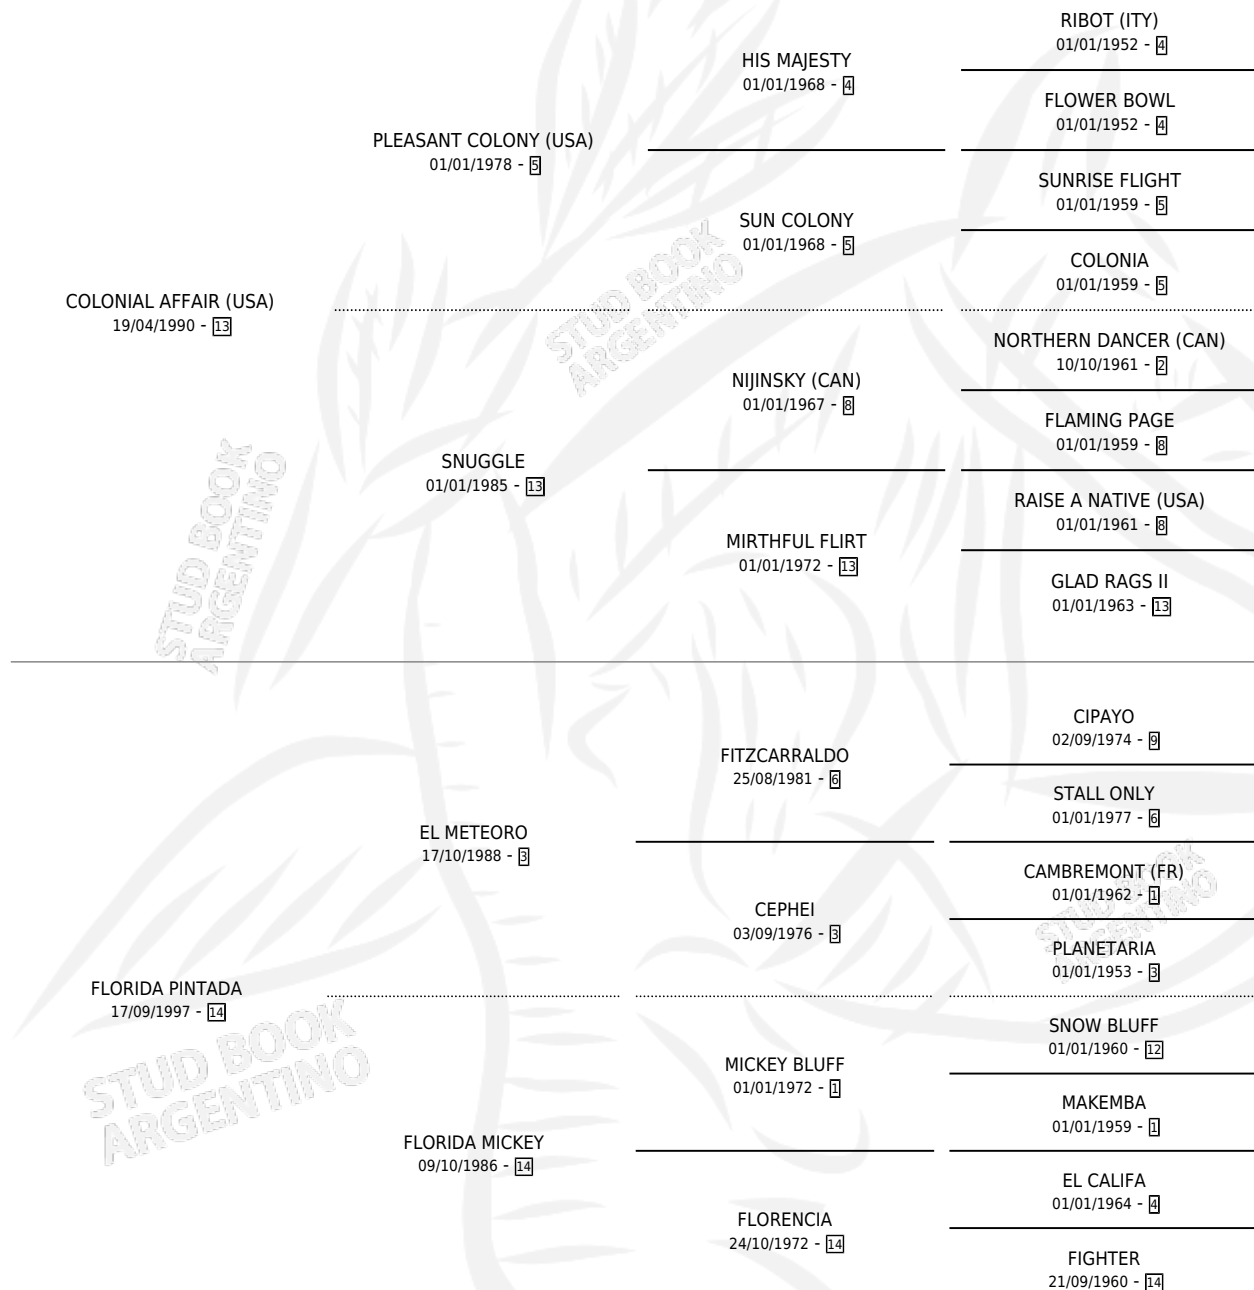 RIBOT (ITY)
01/01/1952 - 4
HIS MAJESTY
01/01/1968 - 4
FLOWER BOWL
01/01/1952 - 4
PLEASANT COLONY (USA)
01/01/1978 - 5
SUNRISE FLIGHT
01/01/1959 - 5
SUN COLONY
01/01/1968 - 5
COLONIA
01/01/1959 - 5
COLONIAL AFFAIR (USA)
19/04/1990 - 13
STUD BOOK
ARGENTINO
NORTHERN DANCER (CAN)
10/10/1961 - 2
NIJINSKY (CAN)
01/01/1967 - 8
FLAMING PAGE
01/01/1959 - 8
SNUGGLE
01/01/1985 - 13
RAISE A NATIVE (USA)
01/01/1961 - 8
MIRTHFUL FLIRT
01/01/1972 - 13
GLAD RAGS II
01/01/1963 - 13
STUD BOOK
ARGENTINO
CIPAYO
02/09/1974 - 9
FITZCARRALDO
25/08/1981 - 6
STALL ONLY
01/01/1977 - 6
EL METEORO
17/10/1988 - 3
CAMBREMONT (FR)
01/01/1962 - 1
CEPHEI
03/09/1976 - 3
STUD BOOK
ARGENTINO
PLANETARIA
01/01/1953 - 3
FLORIDA PINTADA
17/09/1997 - 14
STUD BOOK
ARGENTINO
SNOW BLUFF
01/01/1960 - 12
MICKEY BLUFF
01/01/1972 - 1
MAKEMBA
01/01/1959 - 1
FLORIDA MICKEY
09/10/1986 - 14
EL CALIFA
01/01/1964 - 4
FLORENCIA
24/10/1972 - 14
FIGHTER
21/09/1960 - 14